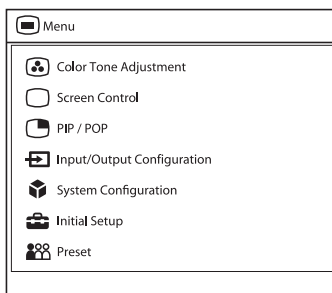 Menu
Color Tone Adjustment
Screen Control
PIP / POP
Input/Output Configuration
System Configuration
Initial Setup
Preset